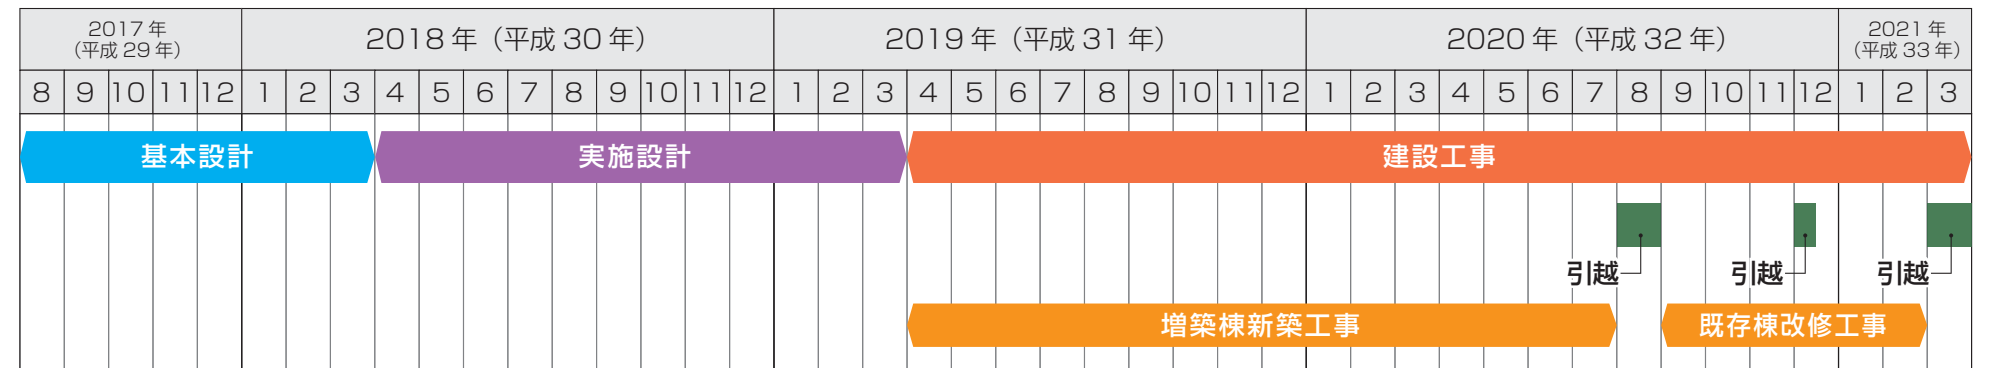 2017年
(平成29年)
2018年(平成30年)
2019年(平成31年)
2020年(平成32年)
2021年
(平成33年)
8 9 10 11 12 1 2 3 4 5 6 7 8 9 10 11 12 1 2 3 4 5 6 7 8 9 10 11 12 1 2 3 4 5 6 7 8 9 10 11 12 1 2 3
基本設計 実施設計 建設工事
引越 引越 引越
増築棟新築工事 既存棟改修工事